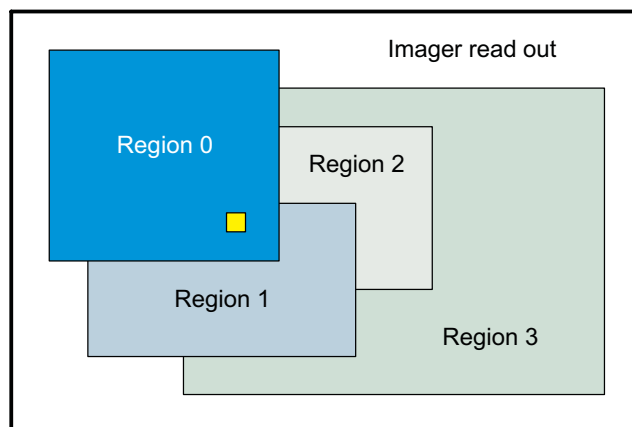 Imager read out
Region 0
Region 2
Region 1
Region 3